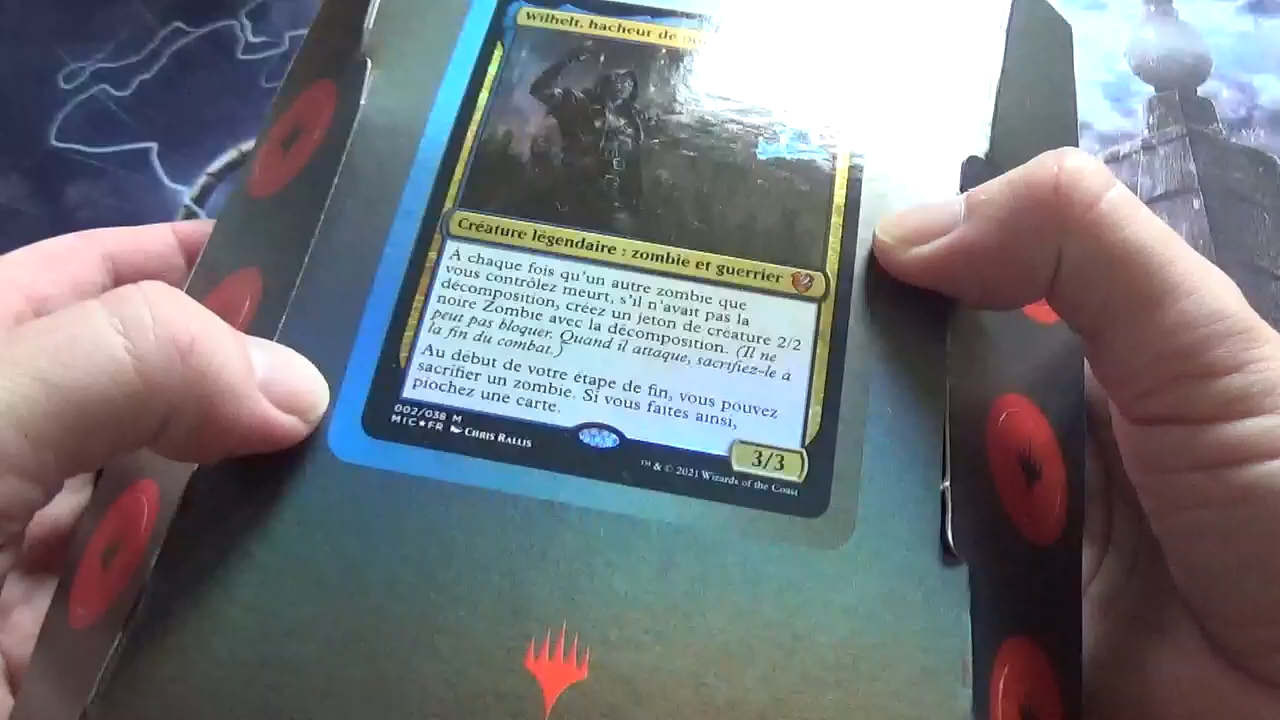 Wilhelt, hacheur de
Créature légendaire : zombie et guerrier
À chaque fois qu'un autre zombie que
vous contrôlez meurt, s'il n'avait pas la
décomposition, créez un jeton de créature 2/2
noire Zombie avec la décomposition. (Il ne
peut pas bloquer. Quand il attaque, sacrifiez-le à
la fin du combat.)
Au début de votre étape de fin, vous pouvez
sacrifier un zombie. Si vous faites ainsi,
piochez une carte.
3/3
002/038 M
MIC★FR Chris Rallis
™ & © 2021 Wizards of the Coast